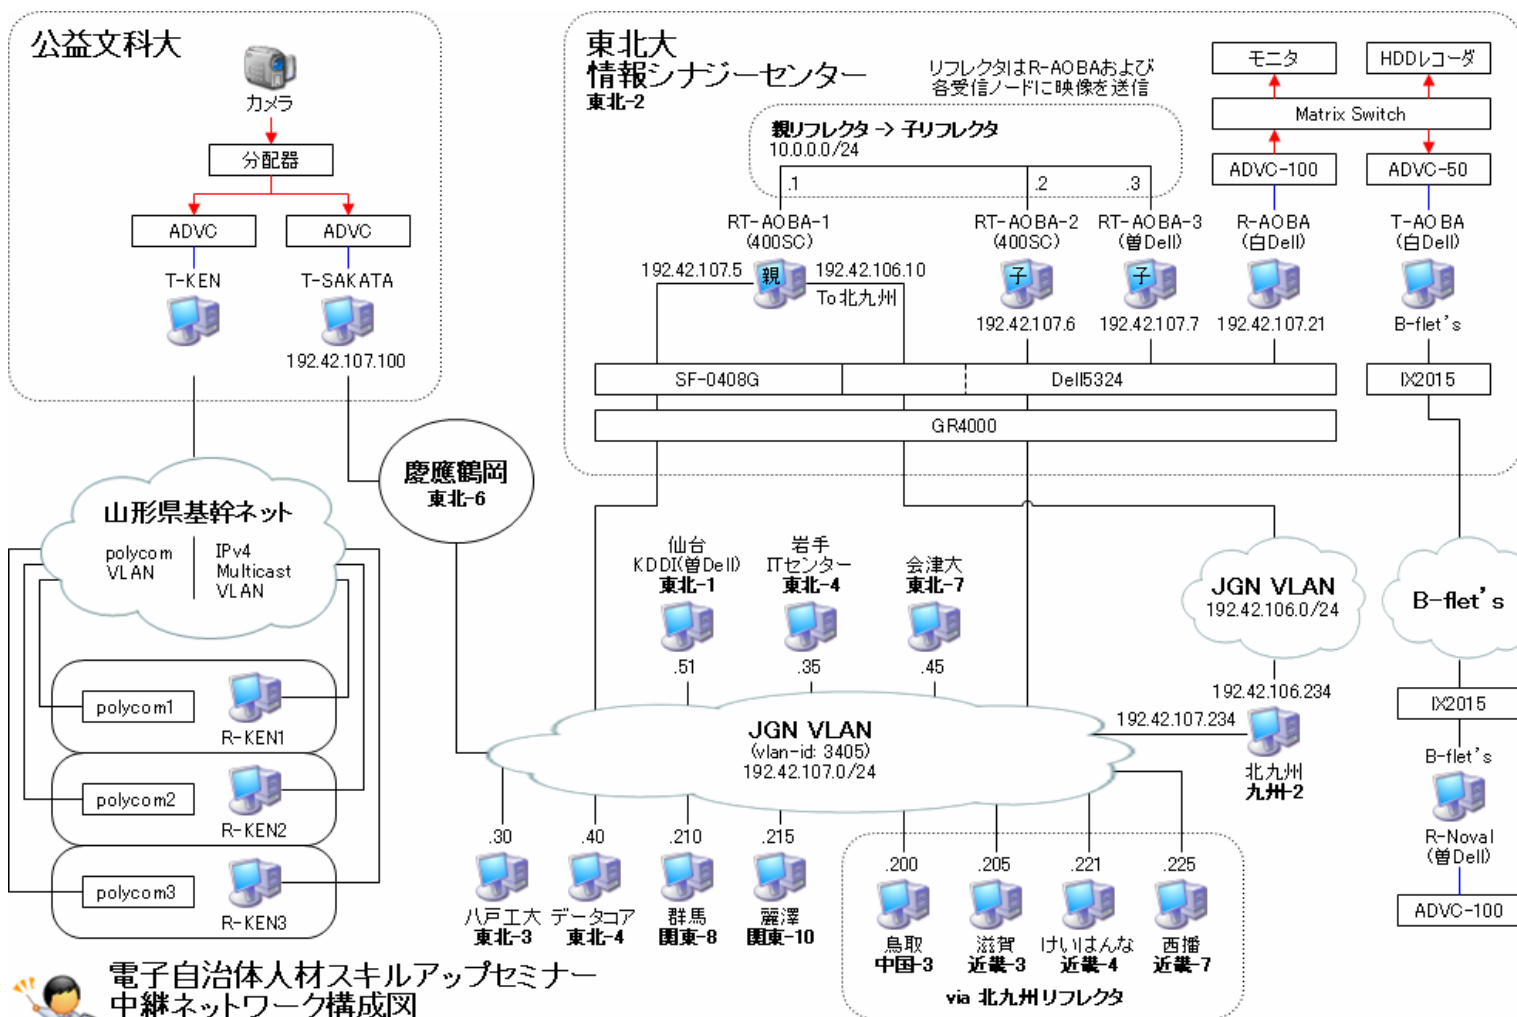 公益文科大
カメラ
分配器
ADVC
ADVC
T-KEN
T-SAKATA
192.42.107.100
東北大
情報シナジーセンター
東北-2
リフレクタはR-AOBAおよび
各受信ノードに映像を送信
親リフレクタ -> 子リフレクタ
10.0.0.0/24
.1
.2
.3
モニタ
HDDレコーダ
Matrix Switch
ADVC-100
ADVC-50
RT-AOBA-1
(400SC)
RT-AOBA-2
(400SC)
RT-AOBA-3
(曽Dell)
R-AOBA
(白Dell)
T-AOBA
(白Dell)
192.42.107.5
親
192.42.106.10
To北九州
子
子
192.42.107.6
192.42.107.7
192.42.107.21
B-flet's
SF-0408G
Dell5324
IX2015
GR4000
慶應鶴岡
東北-6
山形県基幹ネット
polycom
VLAN
IPv4
Multicast
VLAN
polycom1
R-KEN1
polycom2
R-KEN2
polycom3
R-KEN3
仙台
KDDI(曽Dell)
東北-1
.51
岩手
ITセンター
東北-4
.35
会津大
東北-7
.45
JGN VLAN
192.42.106.0/24
B-flet's
192.42.106.234
192.42.107.234
北九州
九州-2
IX2015
B-flet's
R-Noval
(曽Dell)
ADVC-100
JGN VLAN
(vlan-id: 3405)
192.42.107.0/24
.30
八戸工大
東北-3
.40
データコア
東北-4
.210
群馬
関東-8
.215
麗澤
関東-10
.200
鳥取
中国-3
.205
滋賀
近畿-3
.221
けいはんな
近畿-4
.225
西播
近畿-7
via 北九州リフレクタ
電子自治体人材スキルアップセミナー
中継ネットワーク構成図